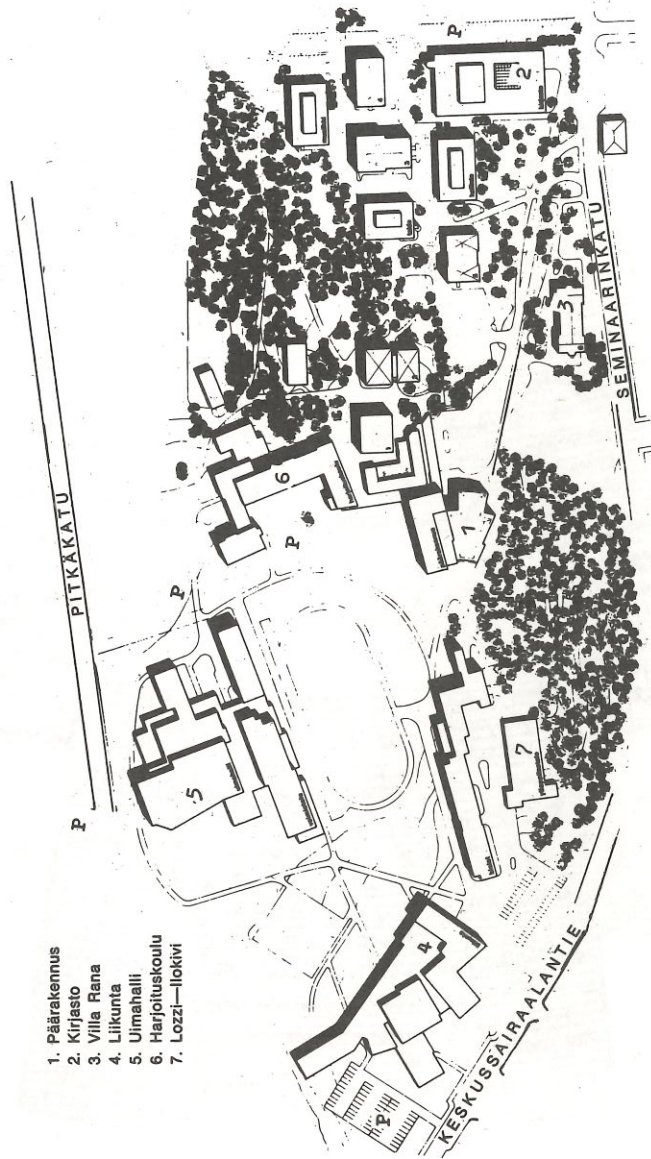 1. Päärakennus
2. Kirjasto
3. Villa Rana
4. Liikunta
5. Uimahalli
6. Harjoituskoulu
7. Lozzi—Ilokivi
PITKÄKATU
SEMINAARINKATU
KESKUSSAIRAALANTIE
P
P
P
P
P
1
2
3
4
5
6
7